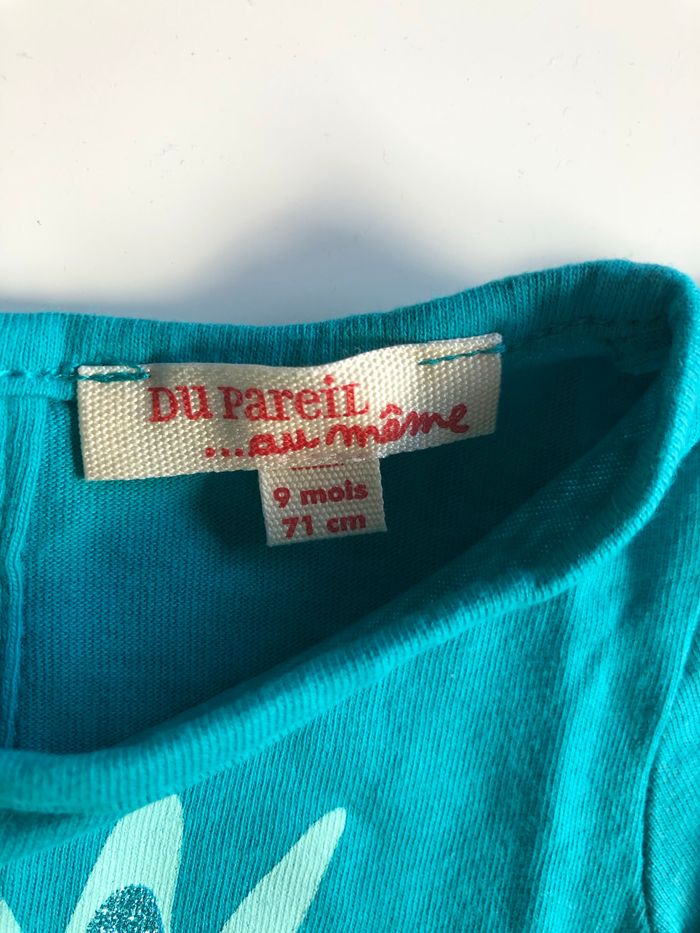 DU PAREIL
...au même
9 mois
71 cm